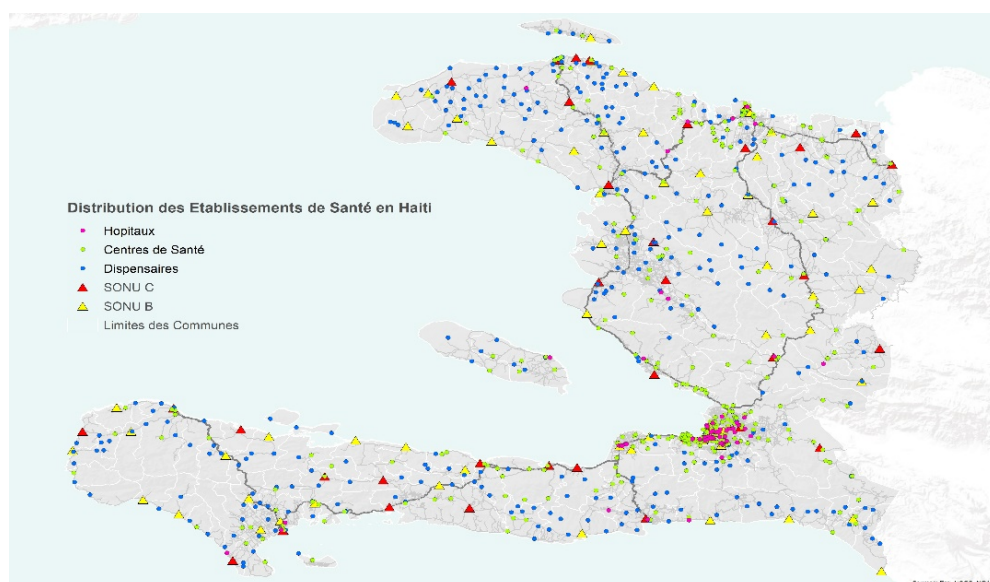 Distribution des Etablissements de Santé en Haiti
Hopitaux
Centres de Santé
Dispensaires
SONU C
SONU B
Limites des Communes